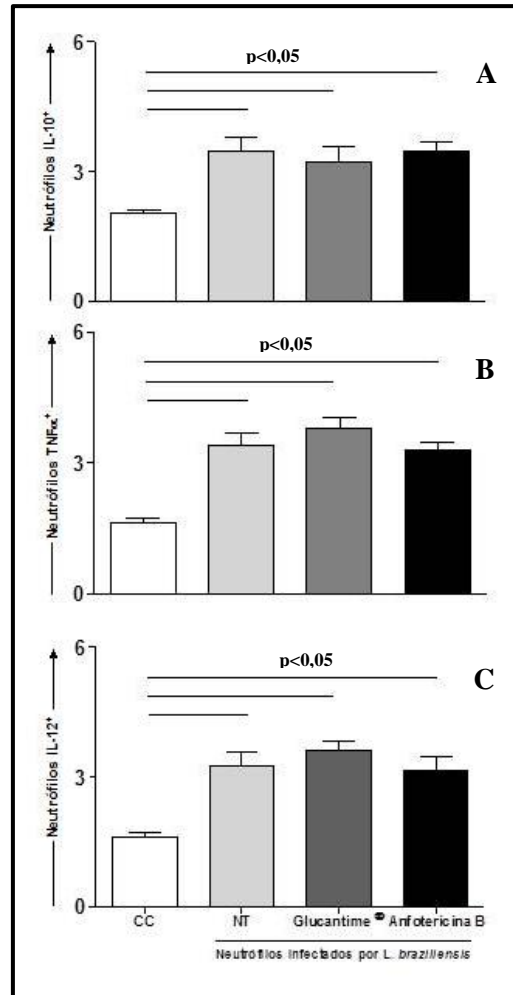 6
p<0,05
A
Neutrófilos IL-10+
3
0
6
p<0,05
B
Neutrófilos TNFα+
3
0
6
p<0,05
C
Neutrófilos IL-12+
3
0
CC NT Glucantime® Anfotericina B
Neutrófilos Infectados por L. braziliensis